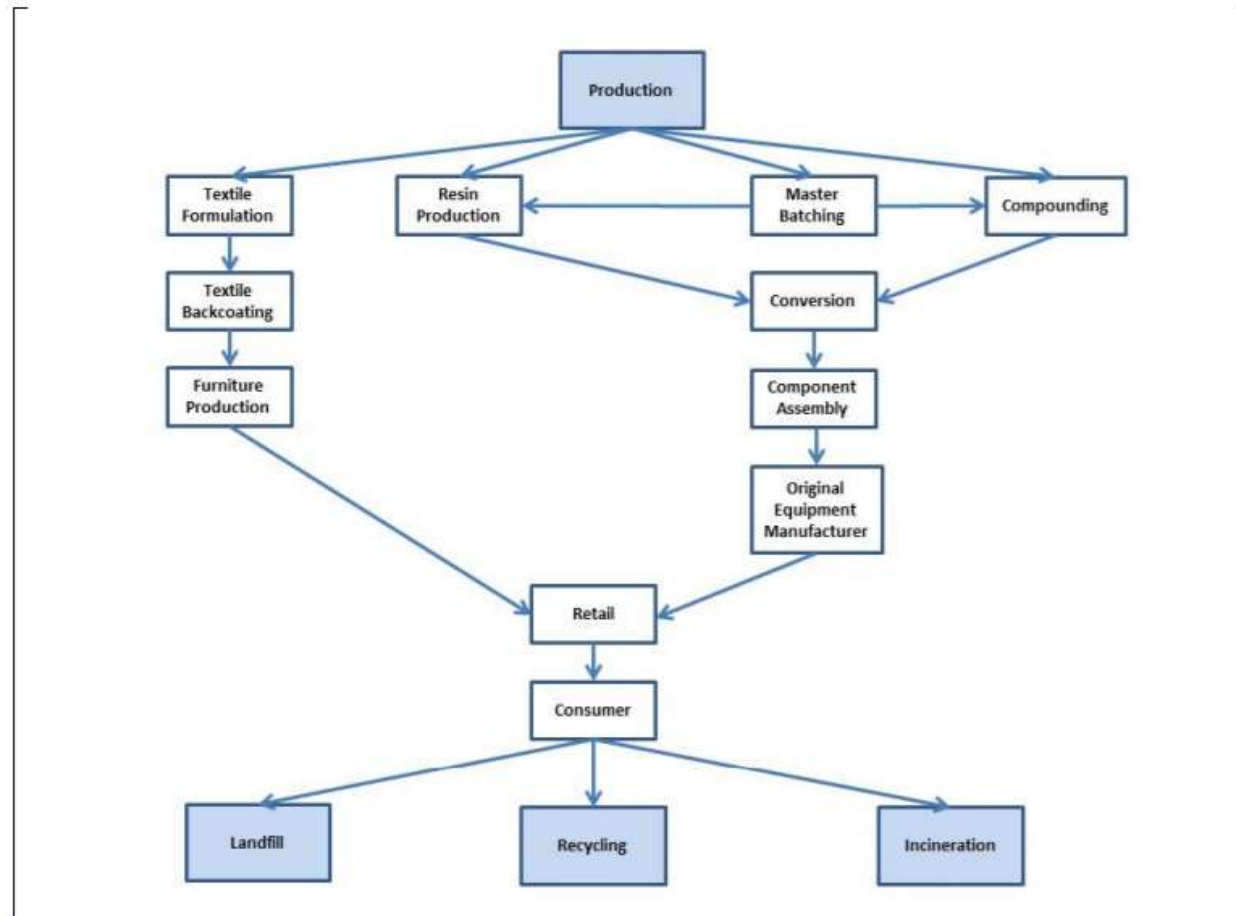 Production
Textile
Formulation
Resin
Production
Master
Batching
Compounding
Textile
Backcoating
Conversion
Furniture
Production
Component
Assembly
Original
Equipment
Manufacturer
Retail
Consumer
Landfill
Recycling
Incineration